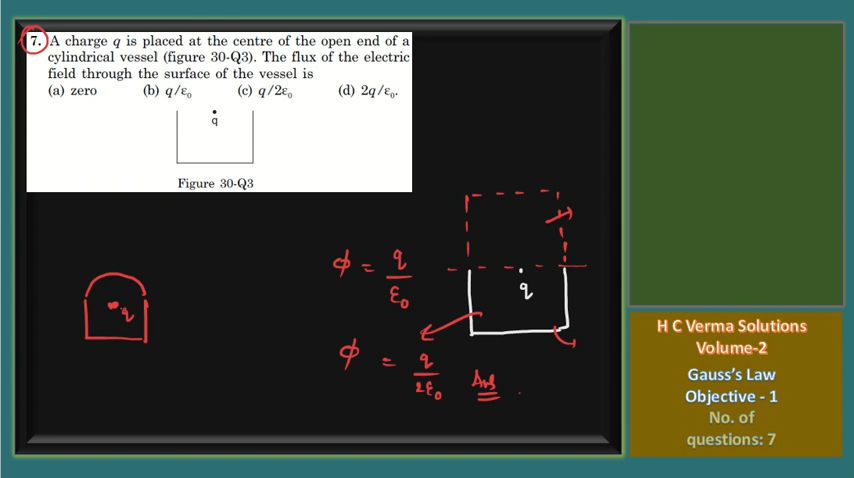 7. A charge q is placed at the centre of the open end of a
cylindrical vessel (figure 30-Q3). The flux of the electric
field through the surface of the vessel is
(a) zero (b) q/ε₀ (c) q/2ε₀ (d) 2q/ε₀.
q
Figure 30-Q3
ϕ = q/ε₀
q
q
ϕ = q/2ε₀ Ans
H C Verma Solutions
Volume-2
Gauss's Law
Objective - 1
No. of
questions: 7